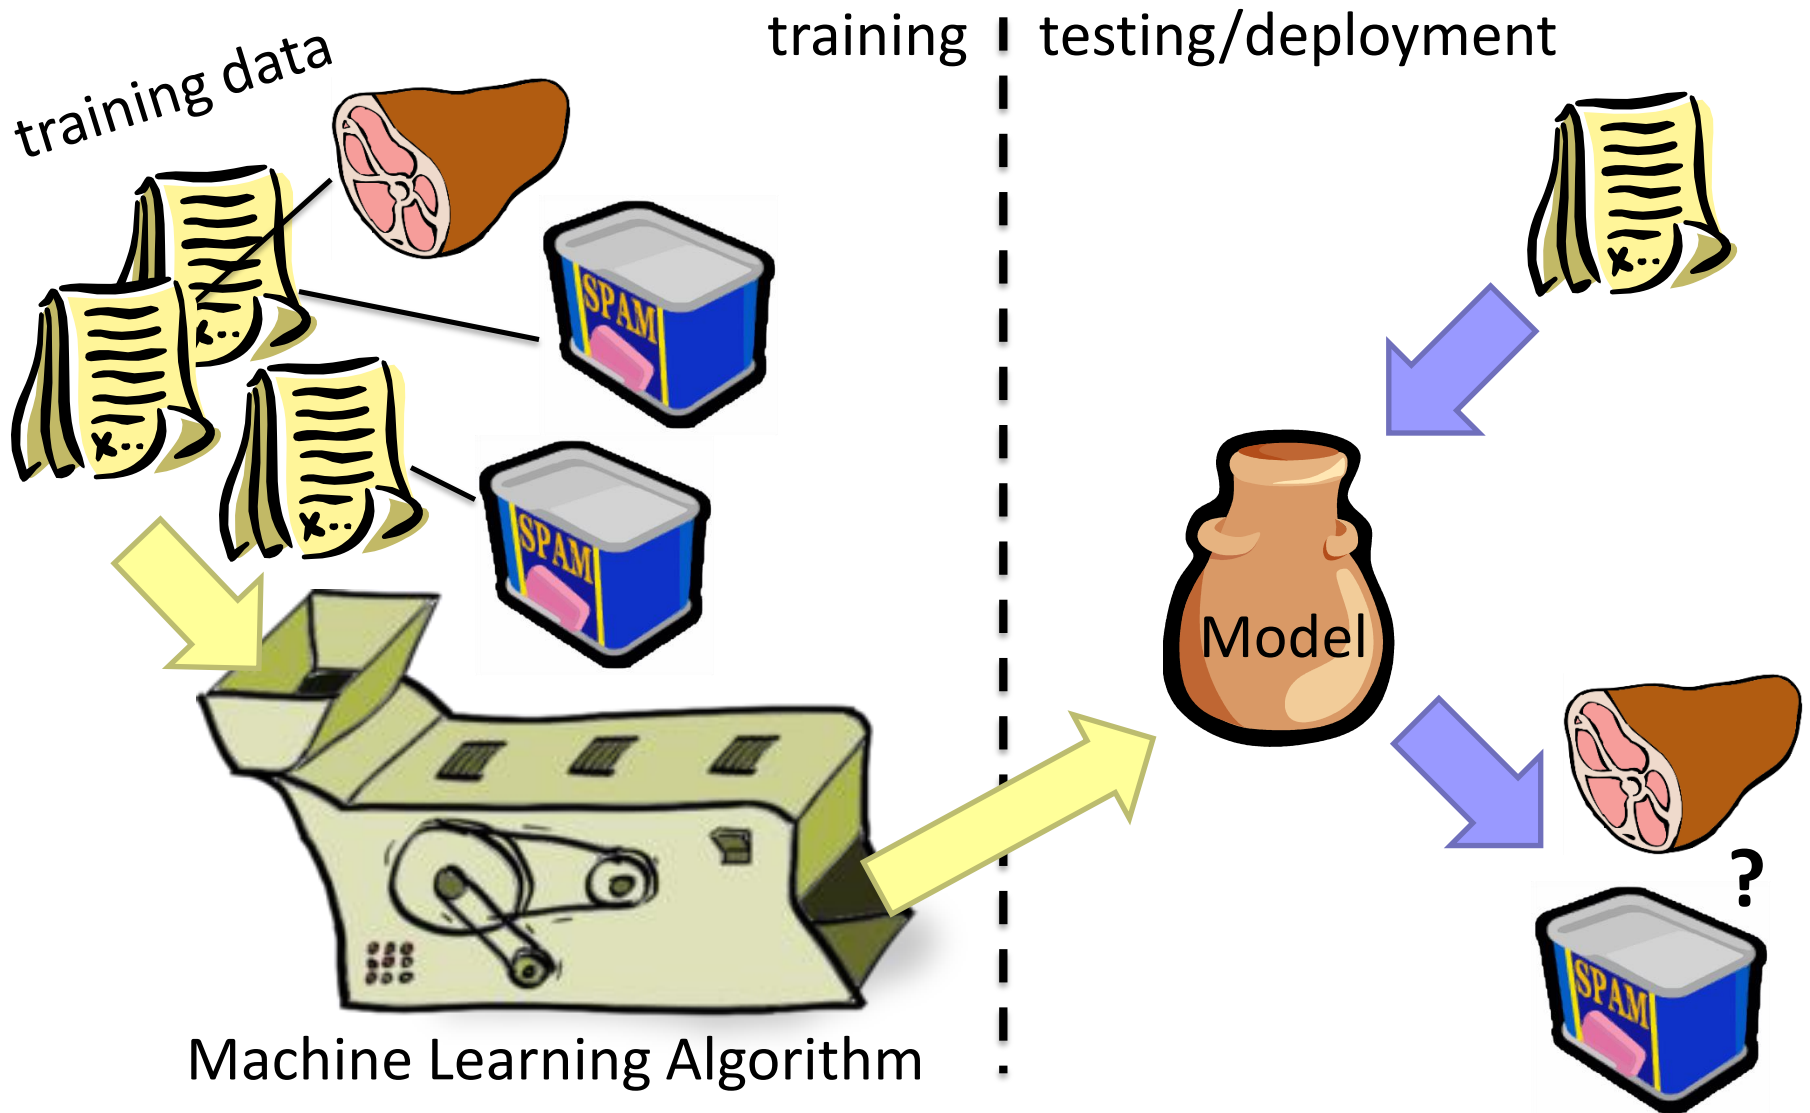 training
testing/deployment
training data
SPAM
SPAM
Model
Machine Learning Algorithm
?
SPAM